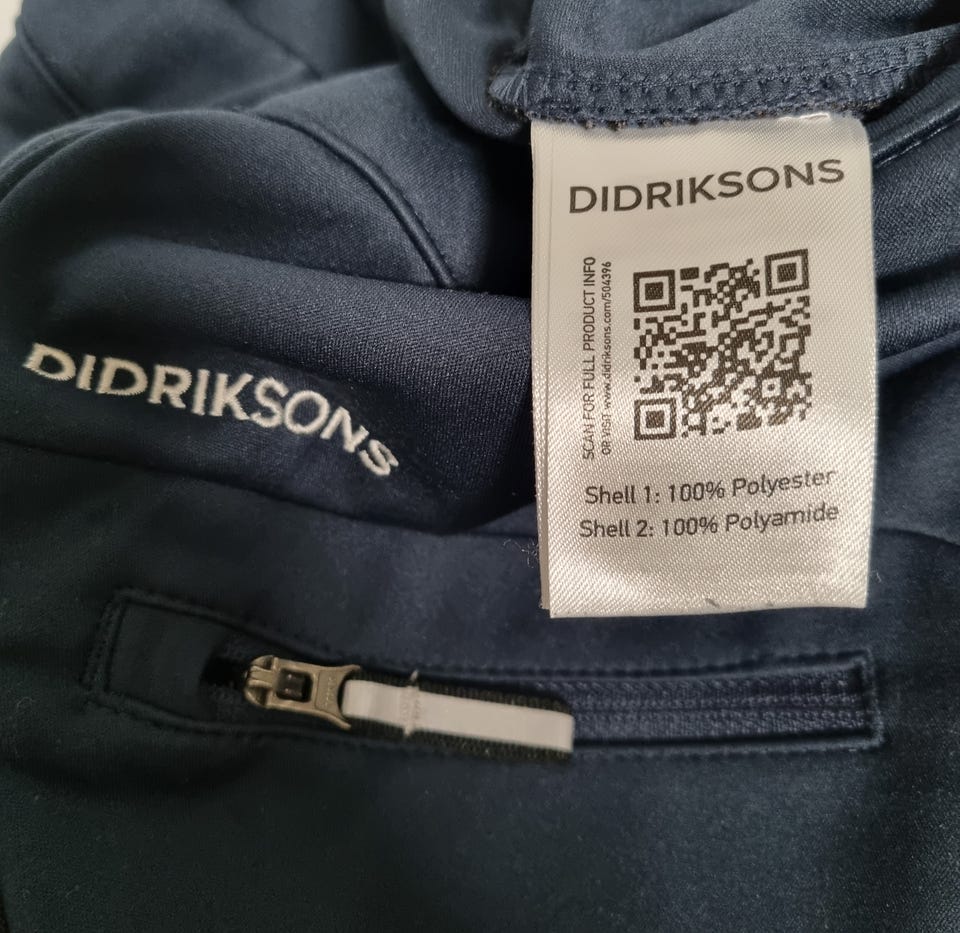 DIDRIKSONS
SCAN FOR FULL PRODUCT INFO
OR VISIT www.didriksons.com/504396
Shell 1: 100% Polyester
Shell 2: 100% Polyamide
DIDRIKSONS